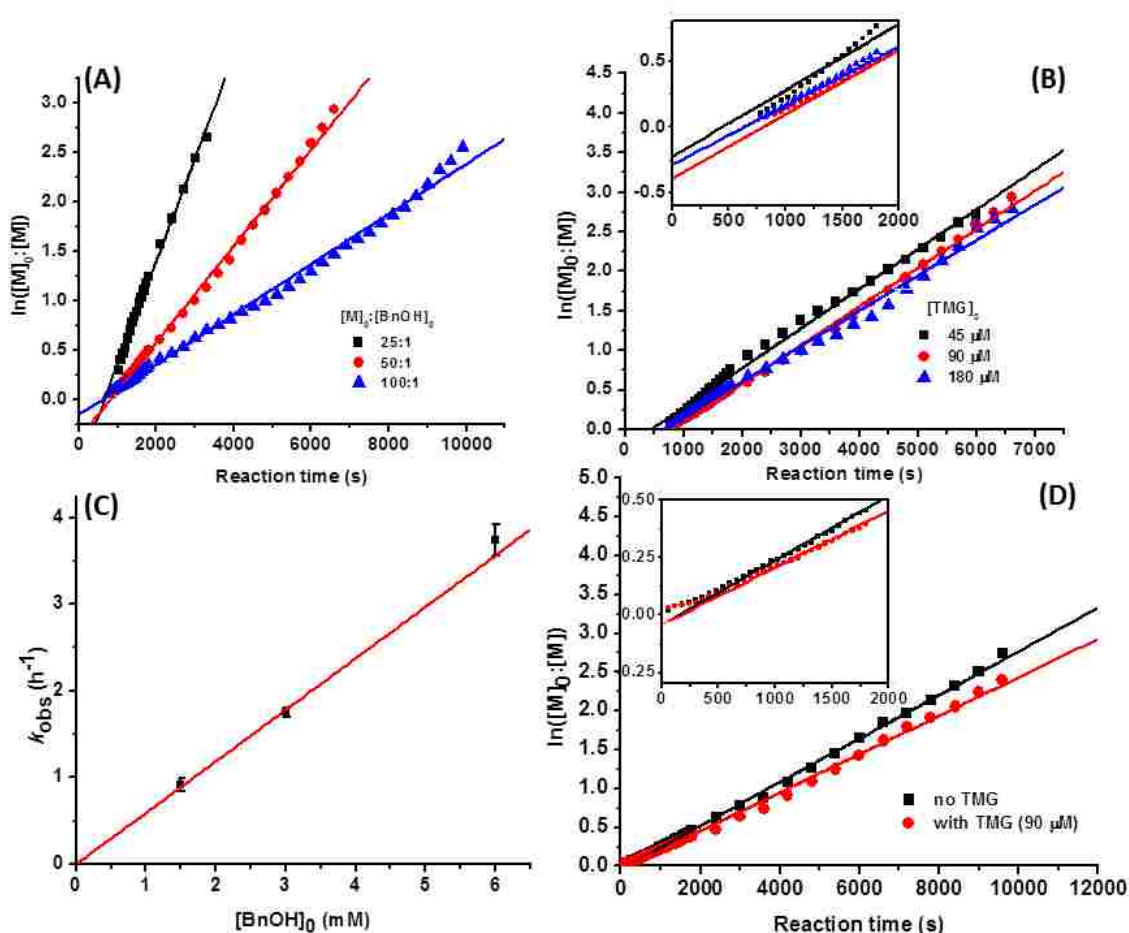 (A)
ln([M]0:[M])
3.0
2.5
2.0
1.5
1.0
0.5
0.0
[M]0:[BnOH]0
25:1
50:1
100:1
0 2000 4000 6000 8000 10000
Reaction time (s)
(B)
ln([M]0:[M])
4.5
4.0
3.5
3.0
2.5
2.0
1.5
1.0
0.5
0.0
0.5
0.0
-0.5
0 500 1000 1500 2000
[TMG]0
45 µM
90 µM
180 µM
0 1000 2000 3000 4000 5000 6000 7000
Reaction time (s)
(C)
kobs (h-1)
4
3
2
1
0
0 1 2 3 4 5 6
[BnOH]0 (mM)
(D)
ln([M]0:[M])
5.0
4.5
4.0
3.5
3.0
2.5
2.0
1.5
1.0
0.5
0.0
0.50
0.25
0.00
0.25
0 500 1000 1500 2000
no TMG
with TMG (90 µM)
0 2000 4000 6000 8000 10000 12000
Reaction time (s)